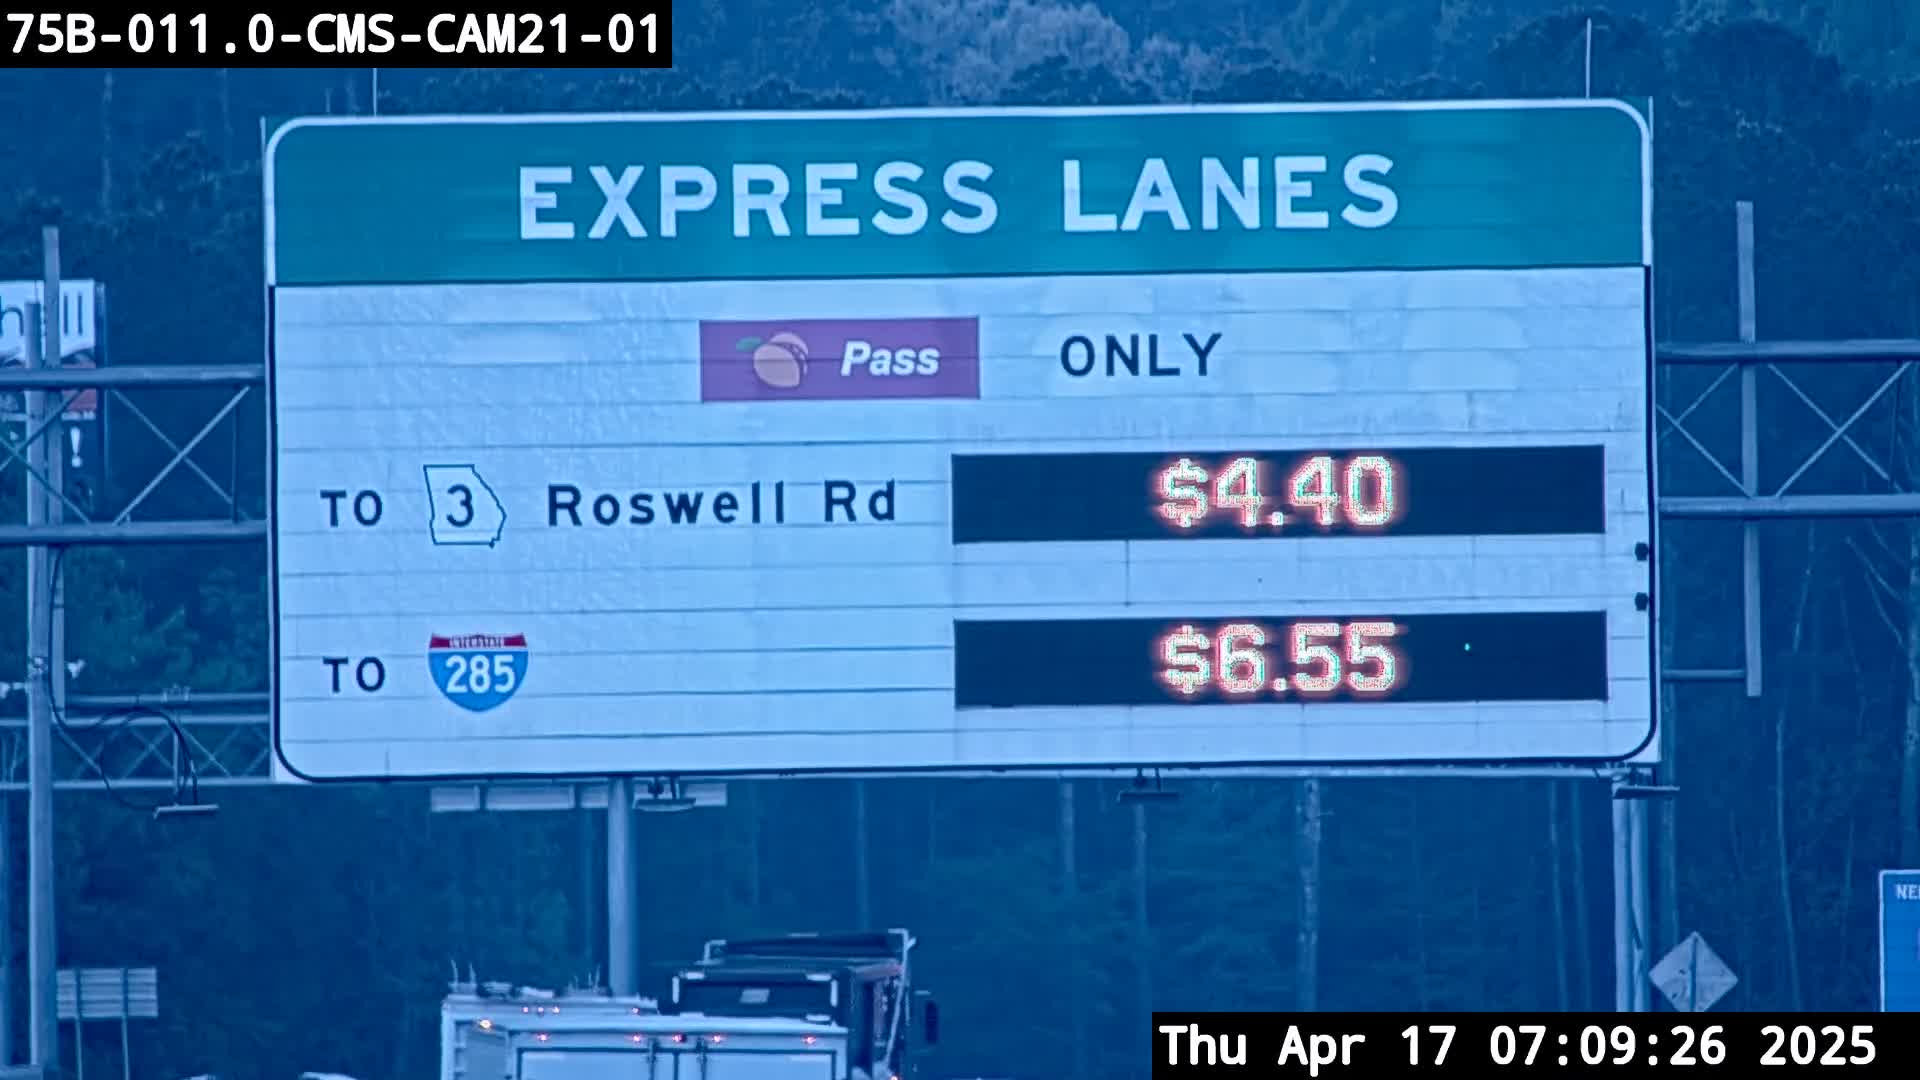 75B-011.0-CMS-CAM21-01
EXPRESS LANES
Pass ONLY
TO 3 Roswell Rd $4.40
INTERSTATE
TO 285 $6.55
Thu Apr 17 07:09:26 2025